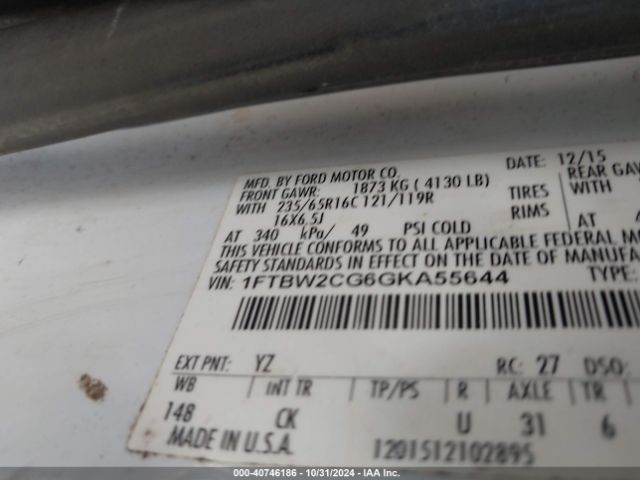 MFD. BY FORD MOTOR CO.
DATE: 12/15
FRONT GAWR: 1873 KG ( 4130 LB)
REAR GAW
WITH 235/65R16C 121/119R TIRES
WITH
16X6.5J RIMS
AT 340 kPa/ 49 PSI COLD
AT
THIS VEHICLE CONFORMS TO ALL APPLICABLE FEDERAL MO
SAFETY STANDARDS IN EFFECT ON THE DATE OF MANUFA
VIN: 1FTBW2CG6GKA55644 TYPE:
EXT PNT: YZ RC: 27 DSO:
WB INT TR TP/PS R AXLE TR
148 CK U 31 6
MADE IN U.S.A. 1201512102895
000-40746186 - 10/31/2024 - IAA Inc.